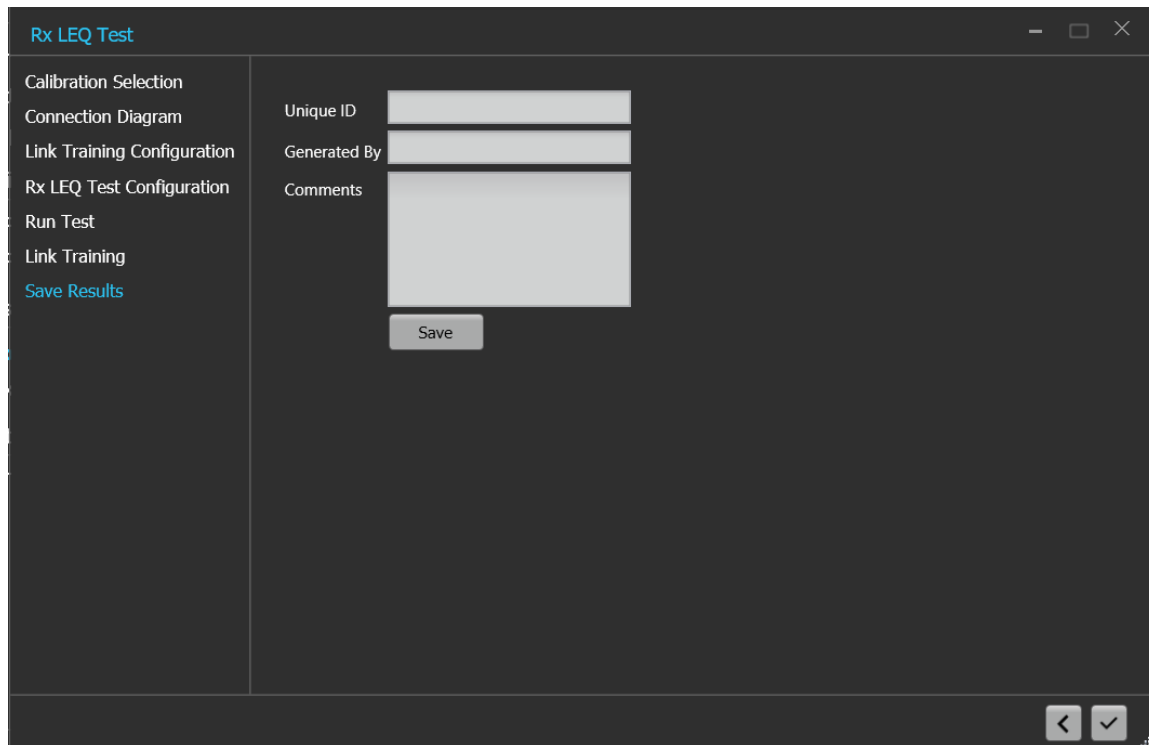 Rx LEQ Test
Calibration Selection
Connection Diagram
Link Training Configuration
Rx LEQ Test Configuration
Run Test
Link Training
Save Results
Unique ID
Generated By
Comments
Save